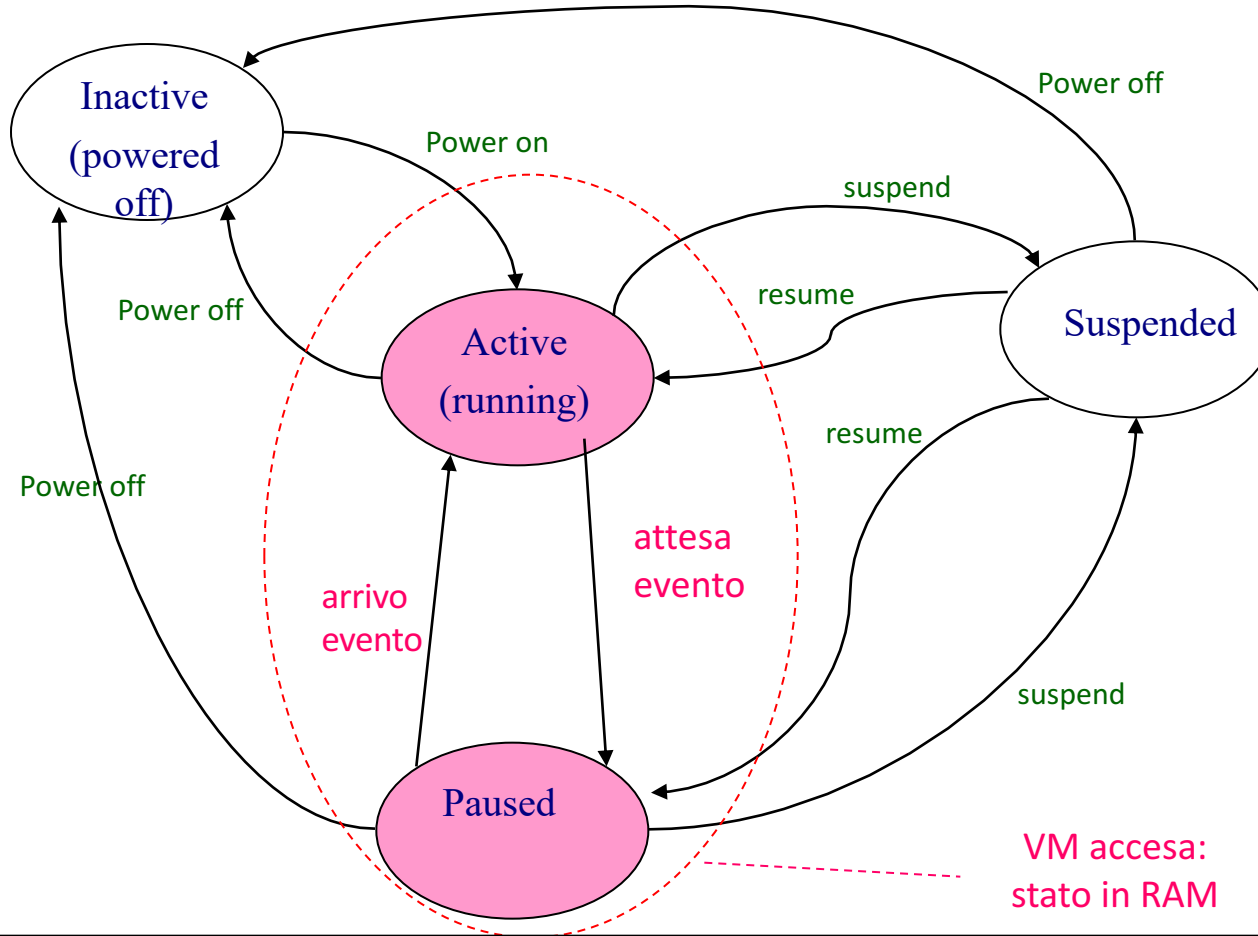 Inactive
(powered
off)
Power off
Power on
suspend
Power off
resume
Suspended
Active
(running)
resume
Power off
attesa
evento
arrivo
evento
suspend
Paused
VM accesa:
stato in RAM